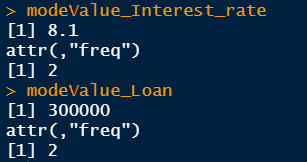 > modeValue_Interest_rate
[1] 8.1
attr(,"freq")
[1] 2
> modeValue_Loan
[1] 300000
attr(,"freq")
[1] 2